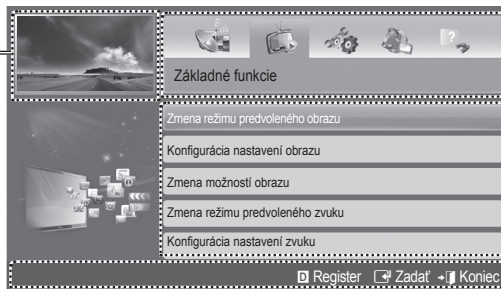 Základné funkcie
Zmena režimu predvoleného obrazu
Konfigurácia nastavení obrazu
Zmena možností obrazu
Zmena režimu predvoleného zvuku
Konfigurácia nastavení zvuku
D Register Zadať Koniec